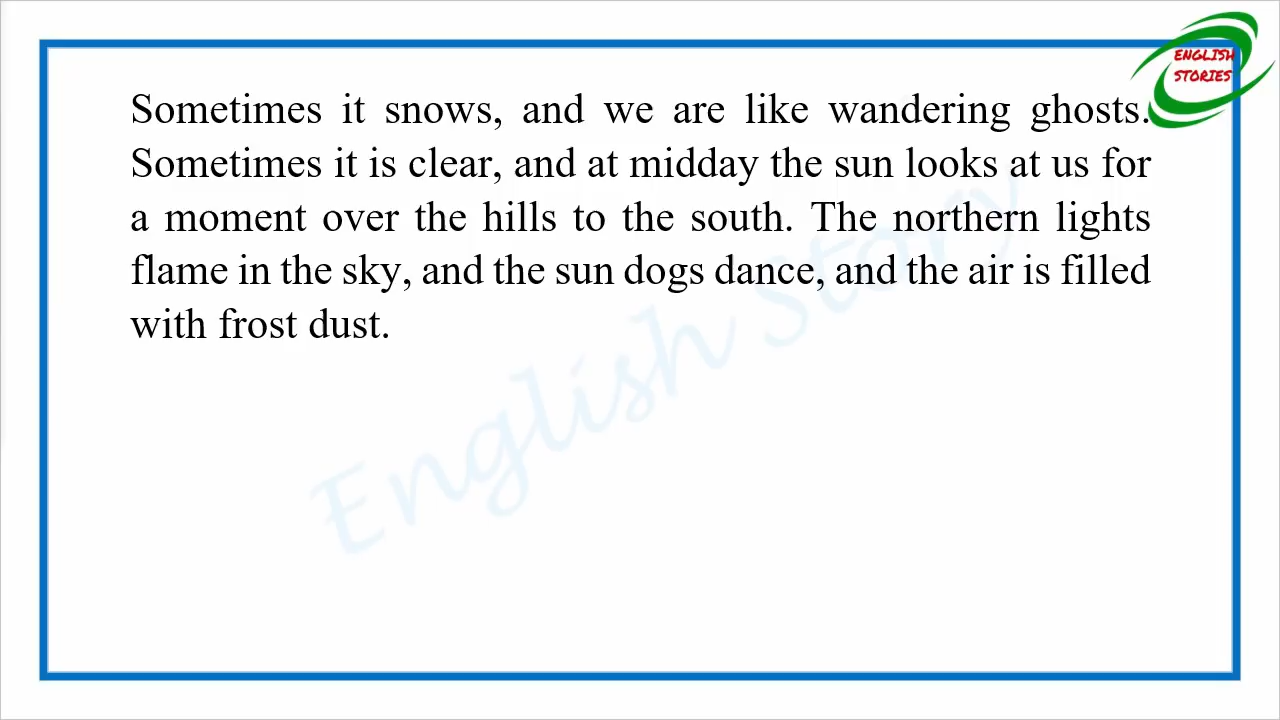 ENGLISH
STORIES
Sometimes it snows, and we are like wandering ghosts.
Sometimes it is clear, and at midday the sun looks at us for
a moment over the hills to the south. The northern lights
flame in the sky, and the sun dogs dance, and the air is filled
with frost dust.
English Story